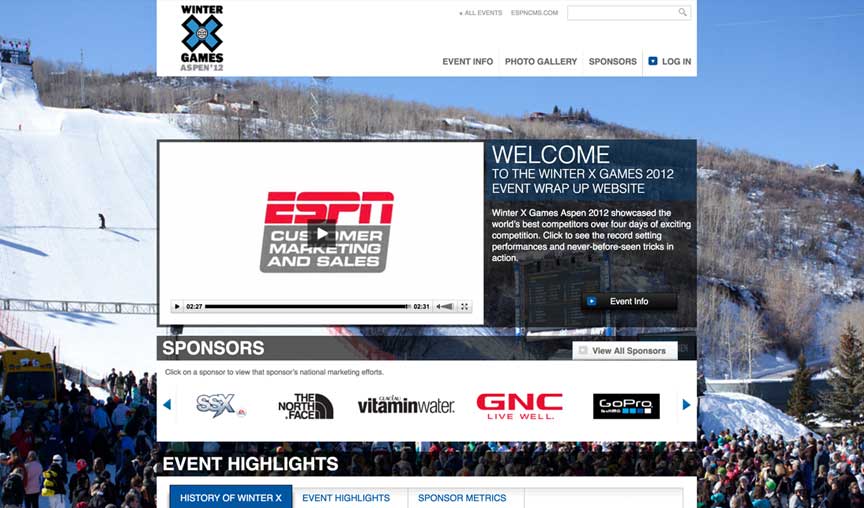 WINTER
X
GAMES
ASPEN '12
ALL EVENTS
ESPNCMS.COM
EVENT INFO
PHOTO GALLERY
SPONSORS
LOG IN
WELCOME
TO THE WINTER X GAMES 2012
EVENT WRAP UP WEBSITE
ESPN
CUSTOMER
MARKETING
AND SALES
Winter X Games Aspen 2012 showcased the
world's best competitors over four days of exciting
competition. Click to see the record setting
performances and never-before-seen tricks in
action.
02:27
02:31
Event Info
SPONSORS
View All Sponsors
Click on a sponsor to view that sponsor's national marketing efforts.
SSX
EA
THE
NORTH
FACE
GLACÉAU
vitaminwater.
GNC
LIVE WELL.
GoPro
EVENT HIGHLIGHTS
HISTORY OF WINTER X
EVENT HIGHLIGHTS
SPONSOR METRICS